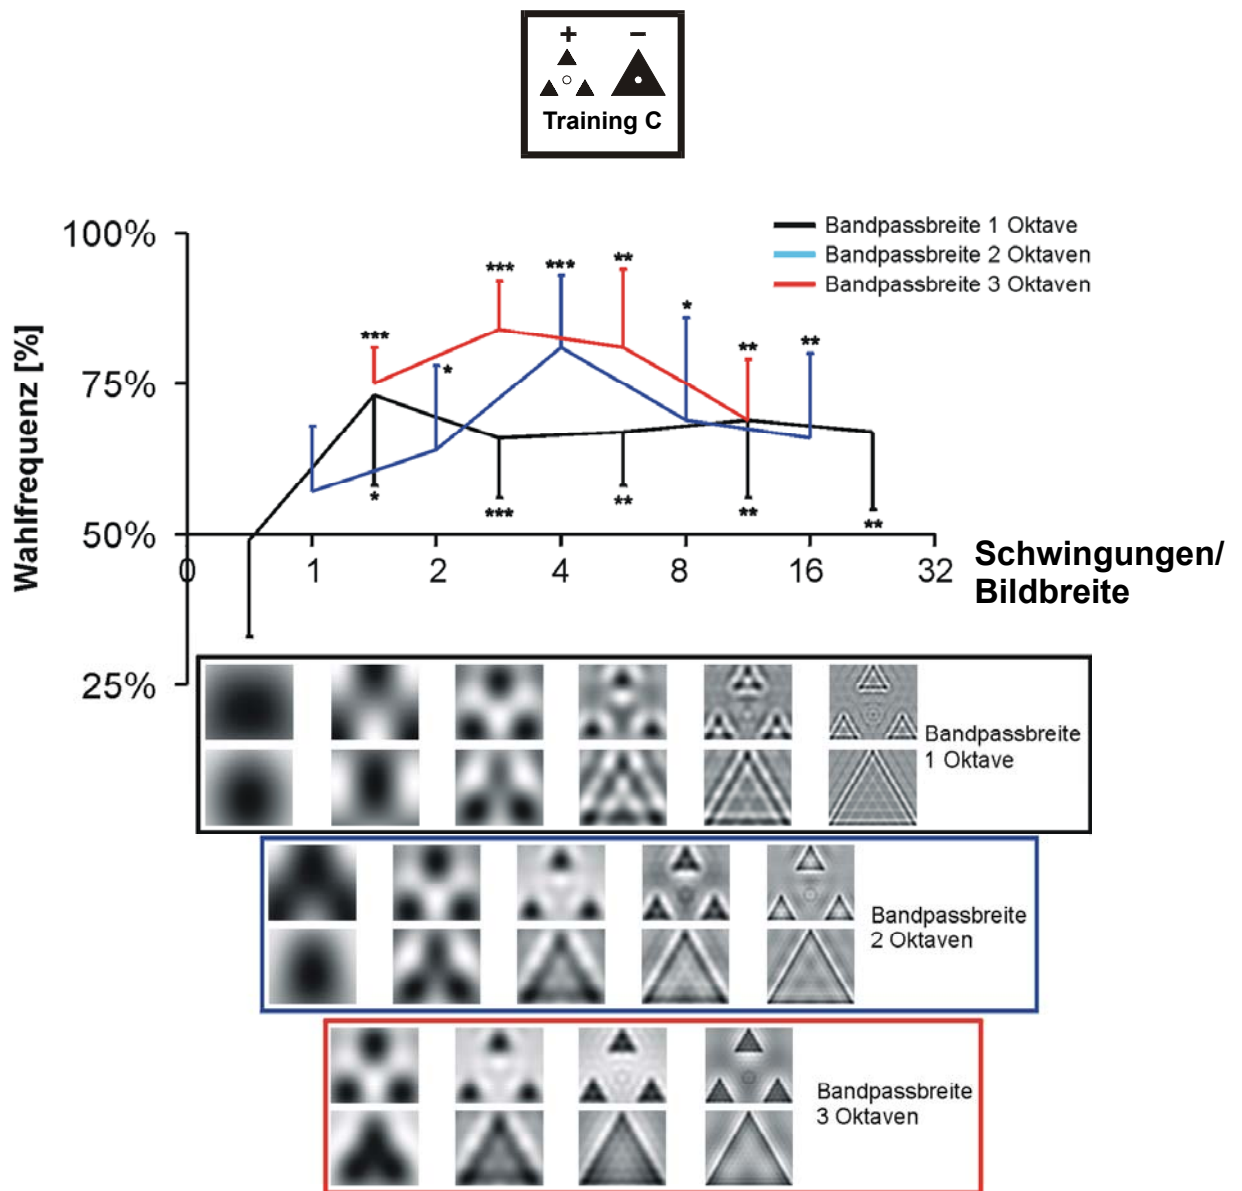 + −
Training C
Bandpassbreite 1 Oktave
Bandpassbreite 2 Oktaven
Bandpassbreite 3 Oktaven
Wahlfrequenz [%]
100%
75%
50%
25%
*** *** *** ** * ** **
*
* *** ** ** **
0 1 2 4 8 16 32
Schwingungen/
Bildbreite
Bandpassbreite
1 Oktave
Bandpassbreite
2 Oktaven
Bandpassbreite
3 Oktaven